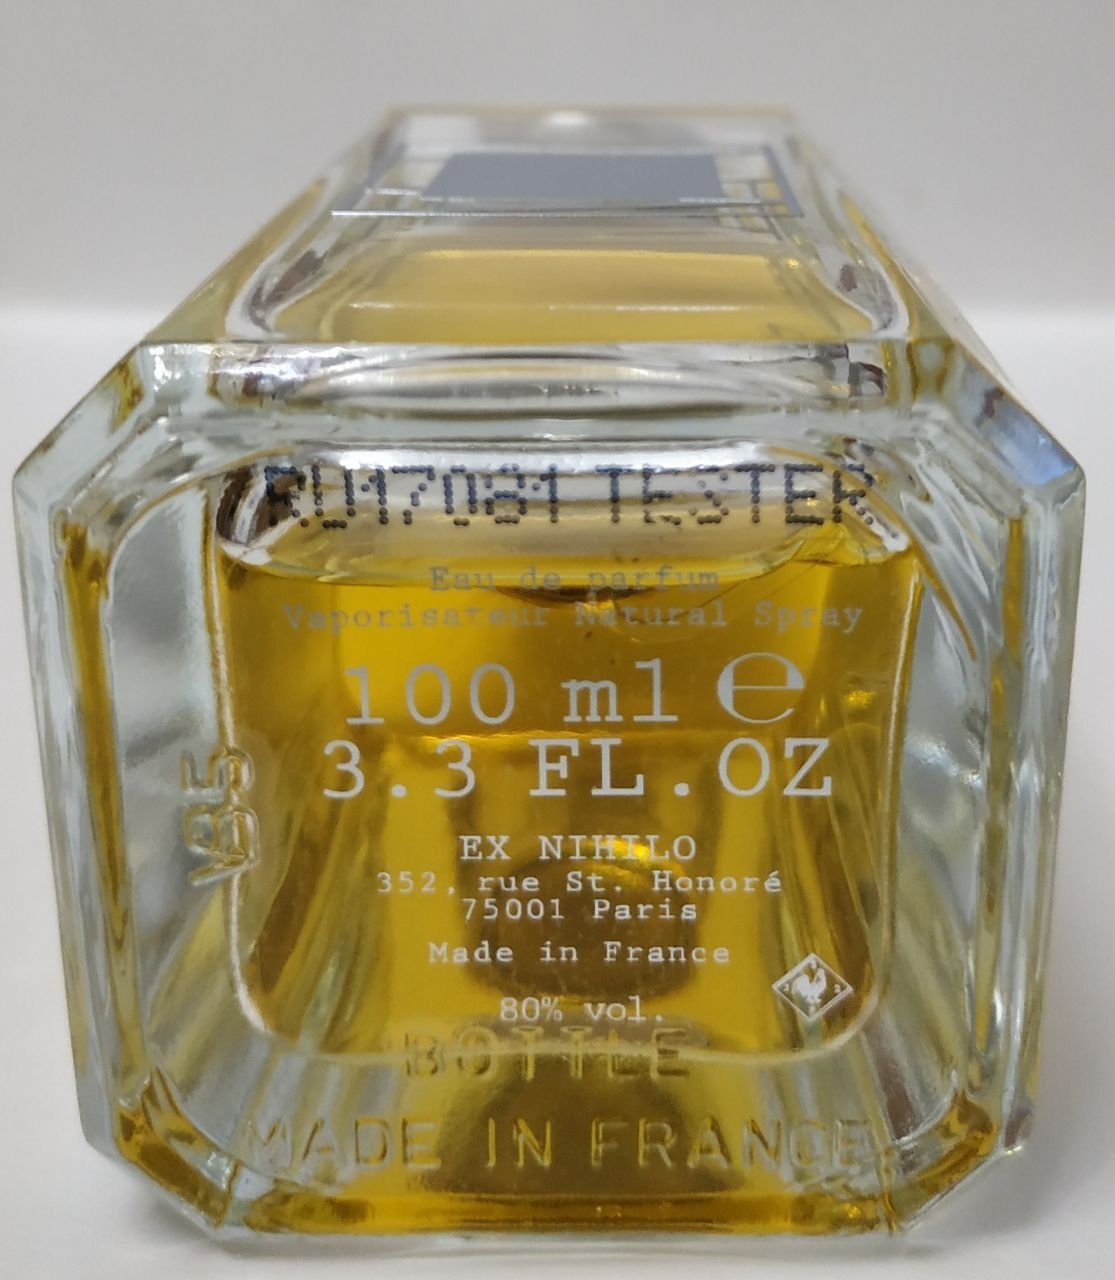 RU17081 TESTER
Eau de parfum
Vaporisateur Natural Spray
100 ml ℮
3.3 FL.OZ
EX NIHILO
352, rue St. Honoré
75001 Paris
Made in France
80% vol.
BOTTLE
MADE IN FRANCE